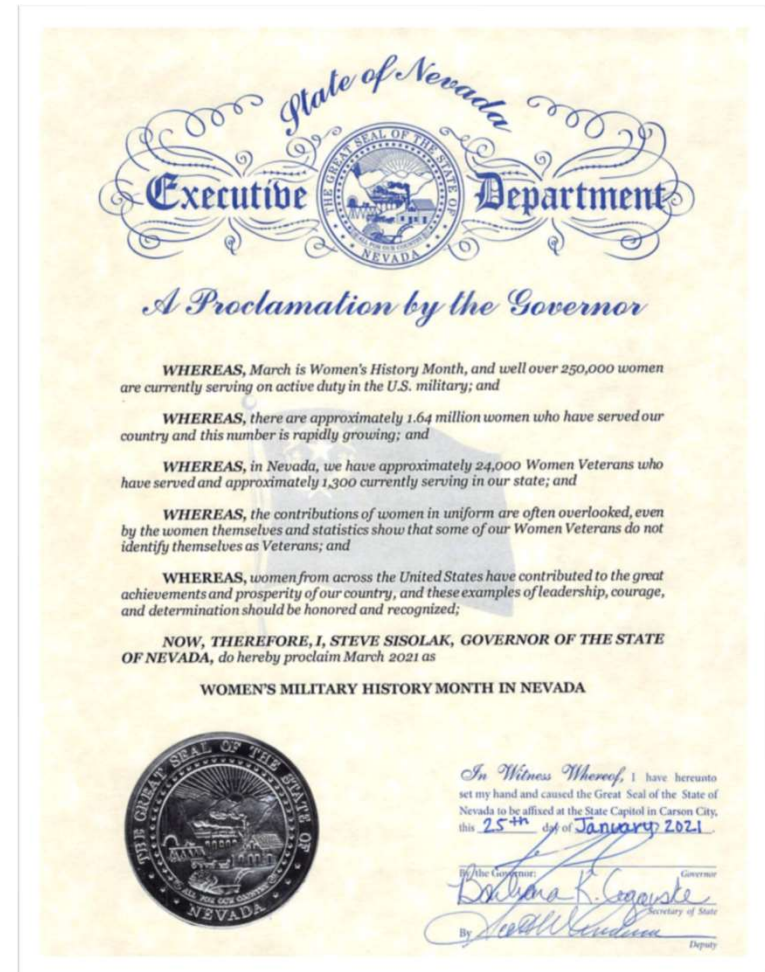 State of Nevada
Executive Department
THE GREAT SEAL OF THE STATE OF NEVADA
ALL FOR OUR COUNTRY
A Proclamation by the Governor
WHEREAS, March is Women's History Month, and well over 250,000 women
are currently serving on active duty in the U.S. military; and
WHEREAS, there are approximately 1.64 million women who have served our
country and this number is rapidly growing; and
WHEREAS, in Nevada, we have approximately 24,000 Women Veterans who
have served and approximately 1,300 currently serving in our state; and
WHEREAS, the contributions of women in uniform are often overlooked, even
by the women themselves and statistics show that some of our Women Veterans do not
identify themselves as Veterans; and
WHEREAS, women from across the United States have contributed to the great
achievements and prosperity of our country, and these examples of leadership, courage,
and determination should be honored and recognized;
NOW, THEREFORE, I, STEVE SISOLAK, GOVERNOR OF THE STATE
OF NEVADA, do hereby proclaim March 2021 as
WOMEN'S MILITARY HISTORY MONTH IN NEVADA
THE GREAT SEAL OF THE STATE OF NEVADA
ALL FOR OUR COUNTRY
In Witness Whereof, I have hereunto
set my hand and caused the Great Seal of the State of
Nevada to be affixed at the State Capitol in Carson City,
this 25th day of January 2021
Governor
By the Governor:
Barbara K.
Secretary of State
By
Deputy